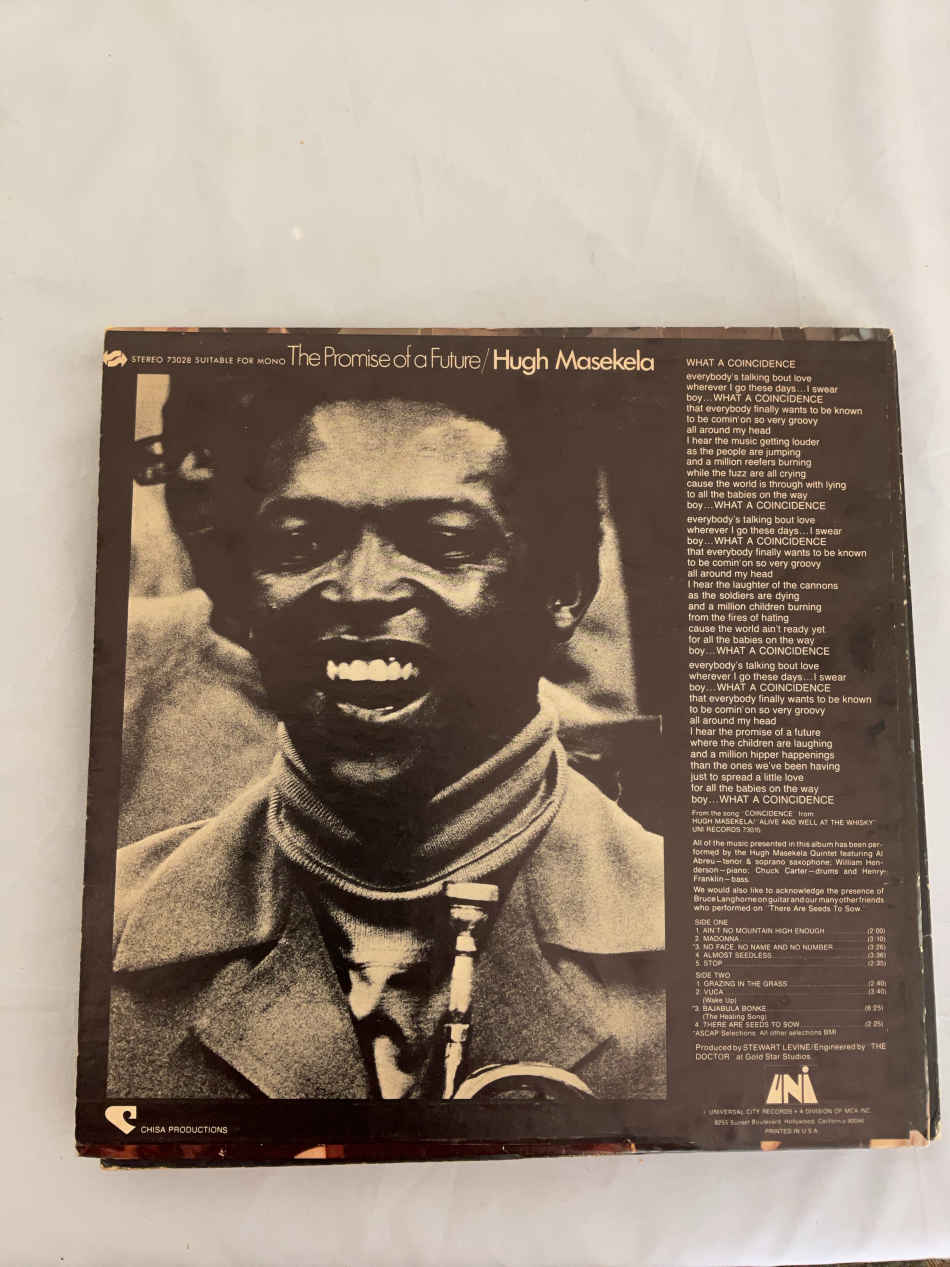 STEREO 73028 SUITABLE FOR MONO The Promise of a Future/Hugh Masekela
WHAT A COINCIDENCE
everybody's talking bout love
wherever I go these days...I swear
boy...WHAT A COINCIDENCE
that everybody finally wants to be known
to be comin' on so very groovy
all around my head
I hear the music getting louder
as the people are jumping
and a million reefers burning
while the fuzz are all crying
cause the world is through with lying
to all the babies on the way
boy...WHAT A COINCIDENCE
everybody's talking bout love
wherever I go these days...I swear
boy...WHAT A COINCIDENCE
that everybody finally wants to be known
to be comin' on so very groovy
all around my head
I hear the laughter of the cannons
as the soldiers are dying
and a million children burning
from the fires of hating
cause the world ain't ready yet
for all the babies on the way
boy...WHAT A COINCIDENCE
everybody's talking bout love
wherever I go these days...I swear
boy...WHAT A COINCIDENCE
that everybody finally wants to be known
to be comin' on so very groovy
all around my head
I hear the promise of a future
where the children are laughing
and a million hipper happenings
than the ones we've been having
just to spread a little love
for all the babies on the way
boy...WHAT A COINCIDENCE
From the song "COINCIDENCE" from
HUGH MASEKELA/"ALIVE AND WELL AT THE WHISKY"
UNI RECORDS 73015
All of the music presented in this album has been per-
formed by the Hugh Masekela Quintet featuring Al
Abreu—tenor & soprano saxophone; William Hen-
derson—piano; Chuck Carter—drums and Henry
Franklin—bass.
We would also like to acknowledge the presence of
Bruce Langhorne on guitar and our many other friends
who performed on "There Are Seeds To Sow."
SIDE ONE
1. AIN'T NO MOUNTAIN HIGH ENOUGH (2:00)
2. MADONNA (3:10)
*3. NO FACE, NO NAME AND NO NUMBER (3:26)
4. ALMOST SEEDLESS (3:36)
5. STOP (2:35)
SIDE TWO
1. GRAZING IN THE GRASS (2:40)
2. VUCA (3:40)
(Wake Up)
*3. BAJABULA BONKE (6:25)
(The Healing Song)
4. THERE ARE SEEDS TO SOW (2:25)
*ASCAP Selections. All other selections BMI
Produced by STEWART LEVINE/Engineered by "THE
DOCTOR" at Gold Star Studios
UNI
UNIVERSAL CITY RECORDS • A DIVISION OF MCA INC.
8255 Sunset Boulevard, Hollywood, California 90046
PRINTED IN U.S.A.
CHISA PRODUCTIONS